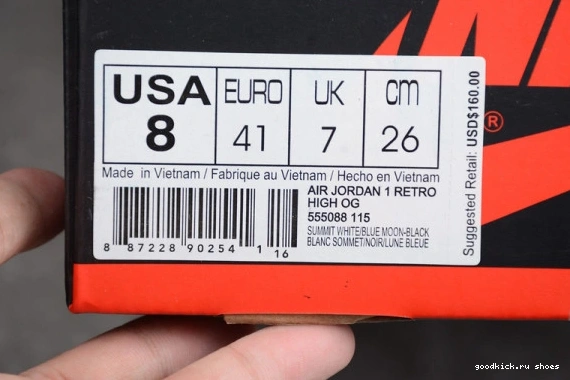 USA EURO UK cm
8 41 7 26
Made in Vietnam / Fabrique au Vietnam / Hecho en Vietnam
AIR JORDAN 1 RETRO
HIGH OG
555088 115
SUMMIT WHITE/BLUE MOON-BLACK
BLANC SOMMET/NOIR/LUNE BLEUE
8 87228 90254 1 16
Suggested Retail: USD$160.00
®
goodkick.ru shoes